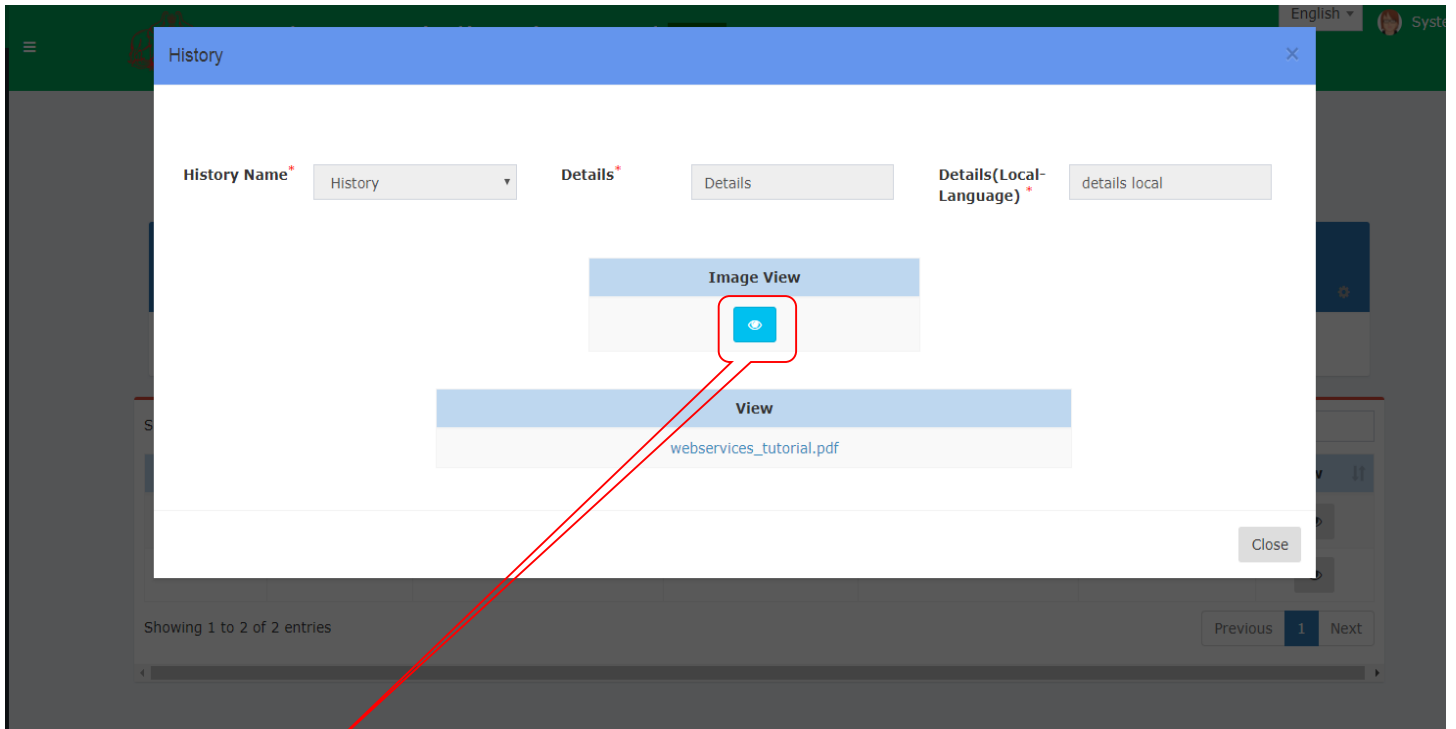 English
Syste
History
×
History Name*
History
Details*
Details
Details(Local-
Language) *
details local
Image View
View
webservices_tutorial.pdf
Close
Showing 1 to 2 of 2 entries
Previous 1 Next